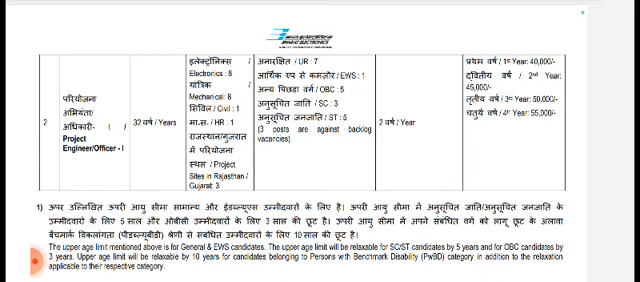 भारत इलेक्ट्रॉनिक्स
BHARAT ELECTRONICS
2
परियोजना
अभियंता/
अधिकारी- I /
Project
Engineer/Officer - I
32 वर्ष / Years
इलेक्ट्रॉनिक्स /
Electronics : 8
यांत्रिक /
Mechanical: 8
सिविल / Civil : 1
मा.स. / HR : 1
राजस्थान/गुजरात
में परियोजना
स्थल / Project
Sites in Rajasthan /
Gujarat: 3
अनारक्षित / UR : 7
आर्थिक रुप से कमज़ोर / EWS : 1
अन्य पिछड़ा वर्ग / OBC : 5
अनुसूचित जाति / SC : 3
अनुसूचित जनजाति / ST : 5
(3 posts are against backlog
vacancies)
2 वर्ष / Year
प्रथम वर्ष / 1st Year: 40,000/-
द्वितीय वर्ष / 2nd Year:
45,000/-
तृतीय वर्ष / 3rd Year: 50,000/-
चतुर्थ वर्ष / 4th Year: 55,000/-
1) ऊपर उल्लिखित ऊपरी आयु सीमा सामान्य और ईडब्ल्यूएस उम्मीदवारों के लिए है। ऊपरी आयु सीमा में अनुसूचित जाति/अनुसूचित जनजाति के
उम्मीदवारों के लिए 5 साल और ओबीसी उम्मीदवारों के लिए 3 साल की छूट है। ऊपरी आयु सीमा में अपने संबंधित वर्ग को लागू छूट के अलावा
बेंचमार्क विकलांगता (पीडब्ल्यूबीडी) श्रेणी से संबंधित उम्मीदवारों के लिए 10 साल की छूट है।
The upper age limit mentioned above is for General & EWS candidates. The upper age limit will be relaxable for SC/ST candidates by 5 years and for OBC candidates by
3 years. Upper age limit will be relaxable by 10 years for candidates belonging to Persons with Benchmark Disability (PwBD) category in addition to the relaxation
applicable to their respective category.